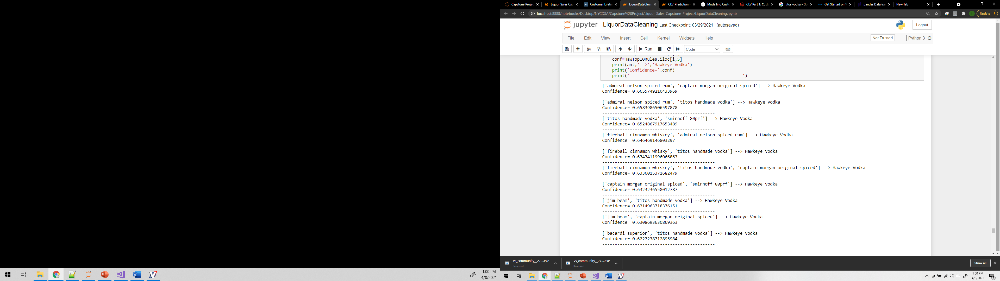 Capstone Projec
Liquor Sales Cap
Customer Lifetim
LiquorDataClean
CLV_Prediction
Modelling Custo
CLV Part 1: Cust
titos vodka - Goo
Get Started on V
pandas.DataFra
New Tab
localhost:8888/notebooks/Desktop/NYCDSA/Capstone%20Project/Liquor_Sales_Capstone_Project/LiquorDataCleaning.ipynb
Update
jupyter LiquorDataCleaning Last Checkpoint: 03/29/2021 (autosaved)
Logout
File Edit View Insert Cell Kernel Widgets Help
Not Trusted
Python 3
Run
Code
conf=HawTop10Rules.iloc[i,5]
print(ant,'-->','Hawkeye Vodka')
print('Confidence=',conf)
print('---------------------------------------------')
['admiral nelson spiced rum', 'captain morgan original spiced'] --> Hawkeye Vodka
Confidence= 0.6655749210433969
---------------------------------------------
['admiral nelson spiced rum', 'titos handmade vodka'] --> Hawkeye Vodka
Confidence= 0.6583986506597878
---------------------------------------------
['titos handmade vodka', 'smirnoff 80prf'] --> Hawkeye Vodka
Confidence= 0.6524867917653489
---------------------------------------------
['fireball cinnamon whiskey', 'admiral nelson spiced rum'] --> Hawkeye Vodka
Confidence= 0.646469146803297
---------------------------------------------
['fireball cinnamon whisky', 'titos handmade vodka'] --> Hawkeye Vodka
Confidence= 0.6343411996066863
---------------------------------------------
['fireball cinnamon whiskey', 'titos handmade vodka', 'captain morgan original spiced'] --> Hawkeye Vodka
Confidence= 0.6336015371682479
---------------------------------------------
['captain morgan original spiced', 'smirnoff 80prf'] --> Hawkeye Vodka
Confidence= 0.6323236558012787
---------------------------------------------
['jim beam', 'titos handmade vodka'] --> Hawkeye Vodka
Confidence= 0.6314963718376151
---------------------------------------------
['jim beam', 'captain morgan original spiced'] --> Hawkeye Vodka
Confidence= 0.6308693630869363
---------------------------------------------
['bacardi superior', 'titos handmade vodka'] --> Hawkeye Vodka
Confidence= 0.6227238712895984
---------------------------------------------
vs_community__27....exe
Removed
vs_community__27....exe
Removed
Show all
1:00 PM
4/8/2021
1:00 PM
4/8/2021